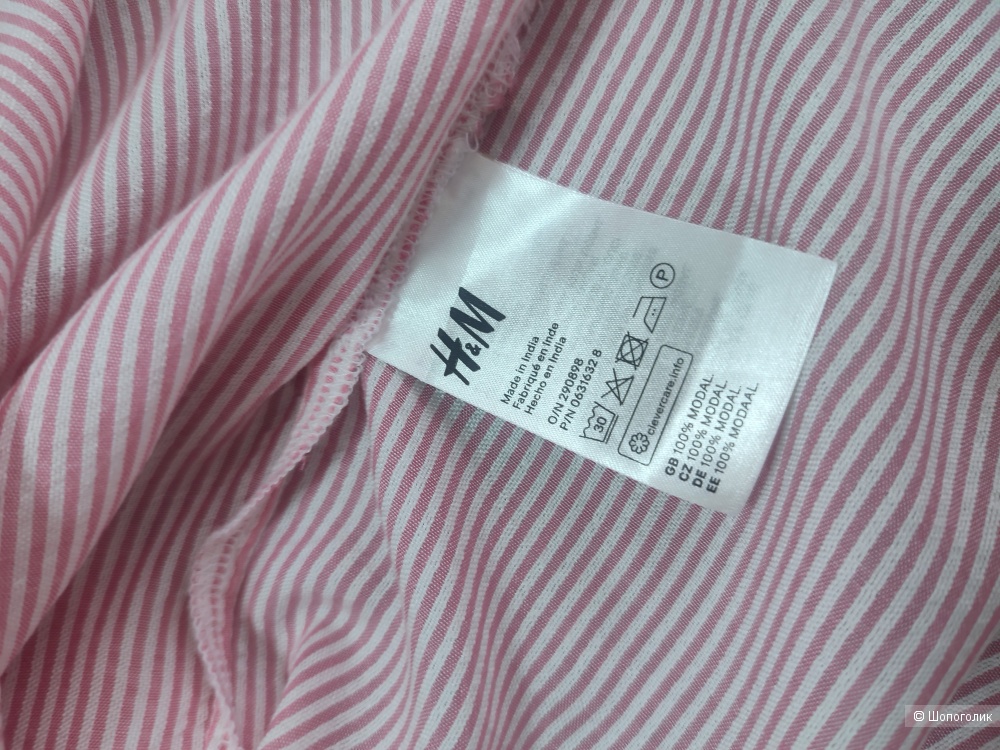 H&M
Made in India
Fabriqué en Inde
Hecho en India
O/N 290898
P/N 0631632 8
30
P
clevercare.info
GB 100% MODAL
CZ 100% MODAL.
DE 100% MODAL.
EE 100% MODAAL
© Шопоголик